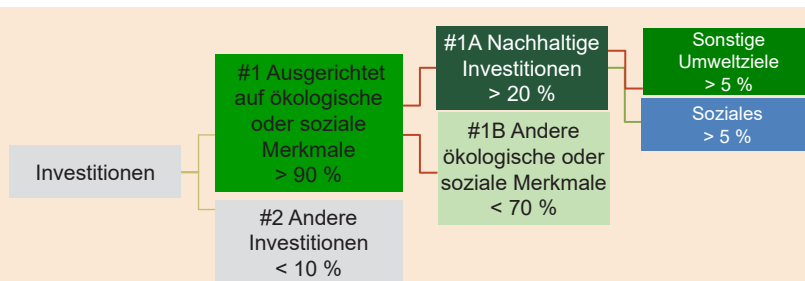 Investitionen
#1 Ausgerichtet
auf ökologische
oder soziale
Merkmale
> 90 %
#2 Andere
Investitionen
< 10 %
#1A Nachhaltige
Investitionen
> 20 %
#1B Andere
ökologische oder
soziale Merkmale
< 70 %
Sonstige
Umweltziele
> 5 %
Soziales
> 5 %